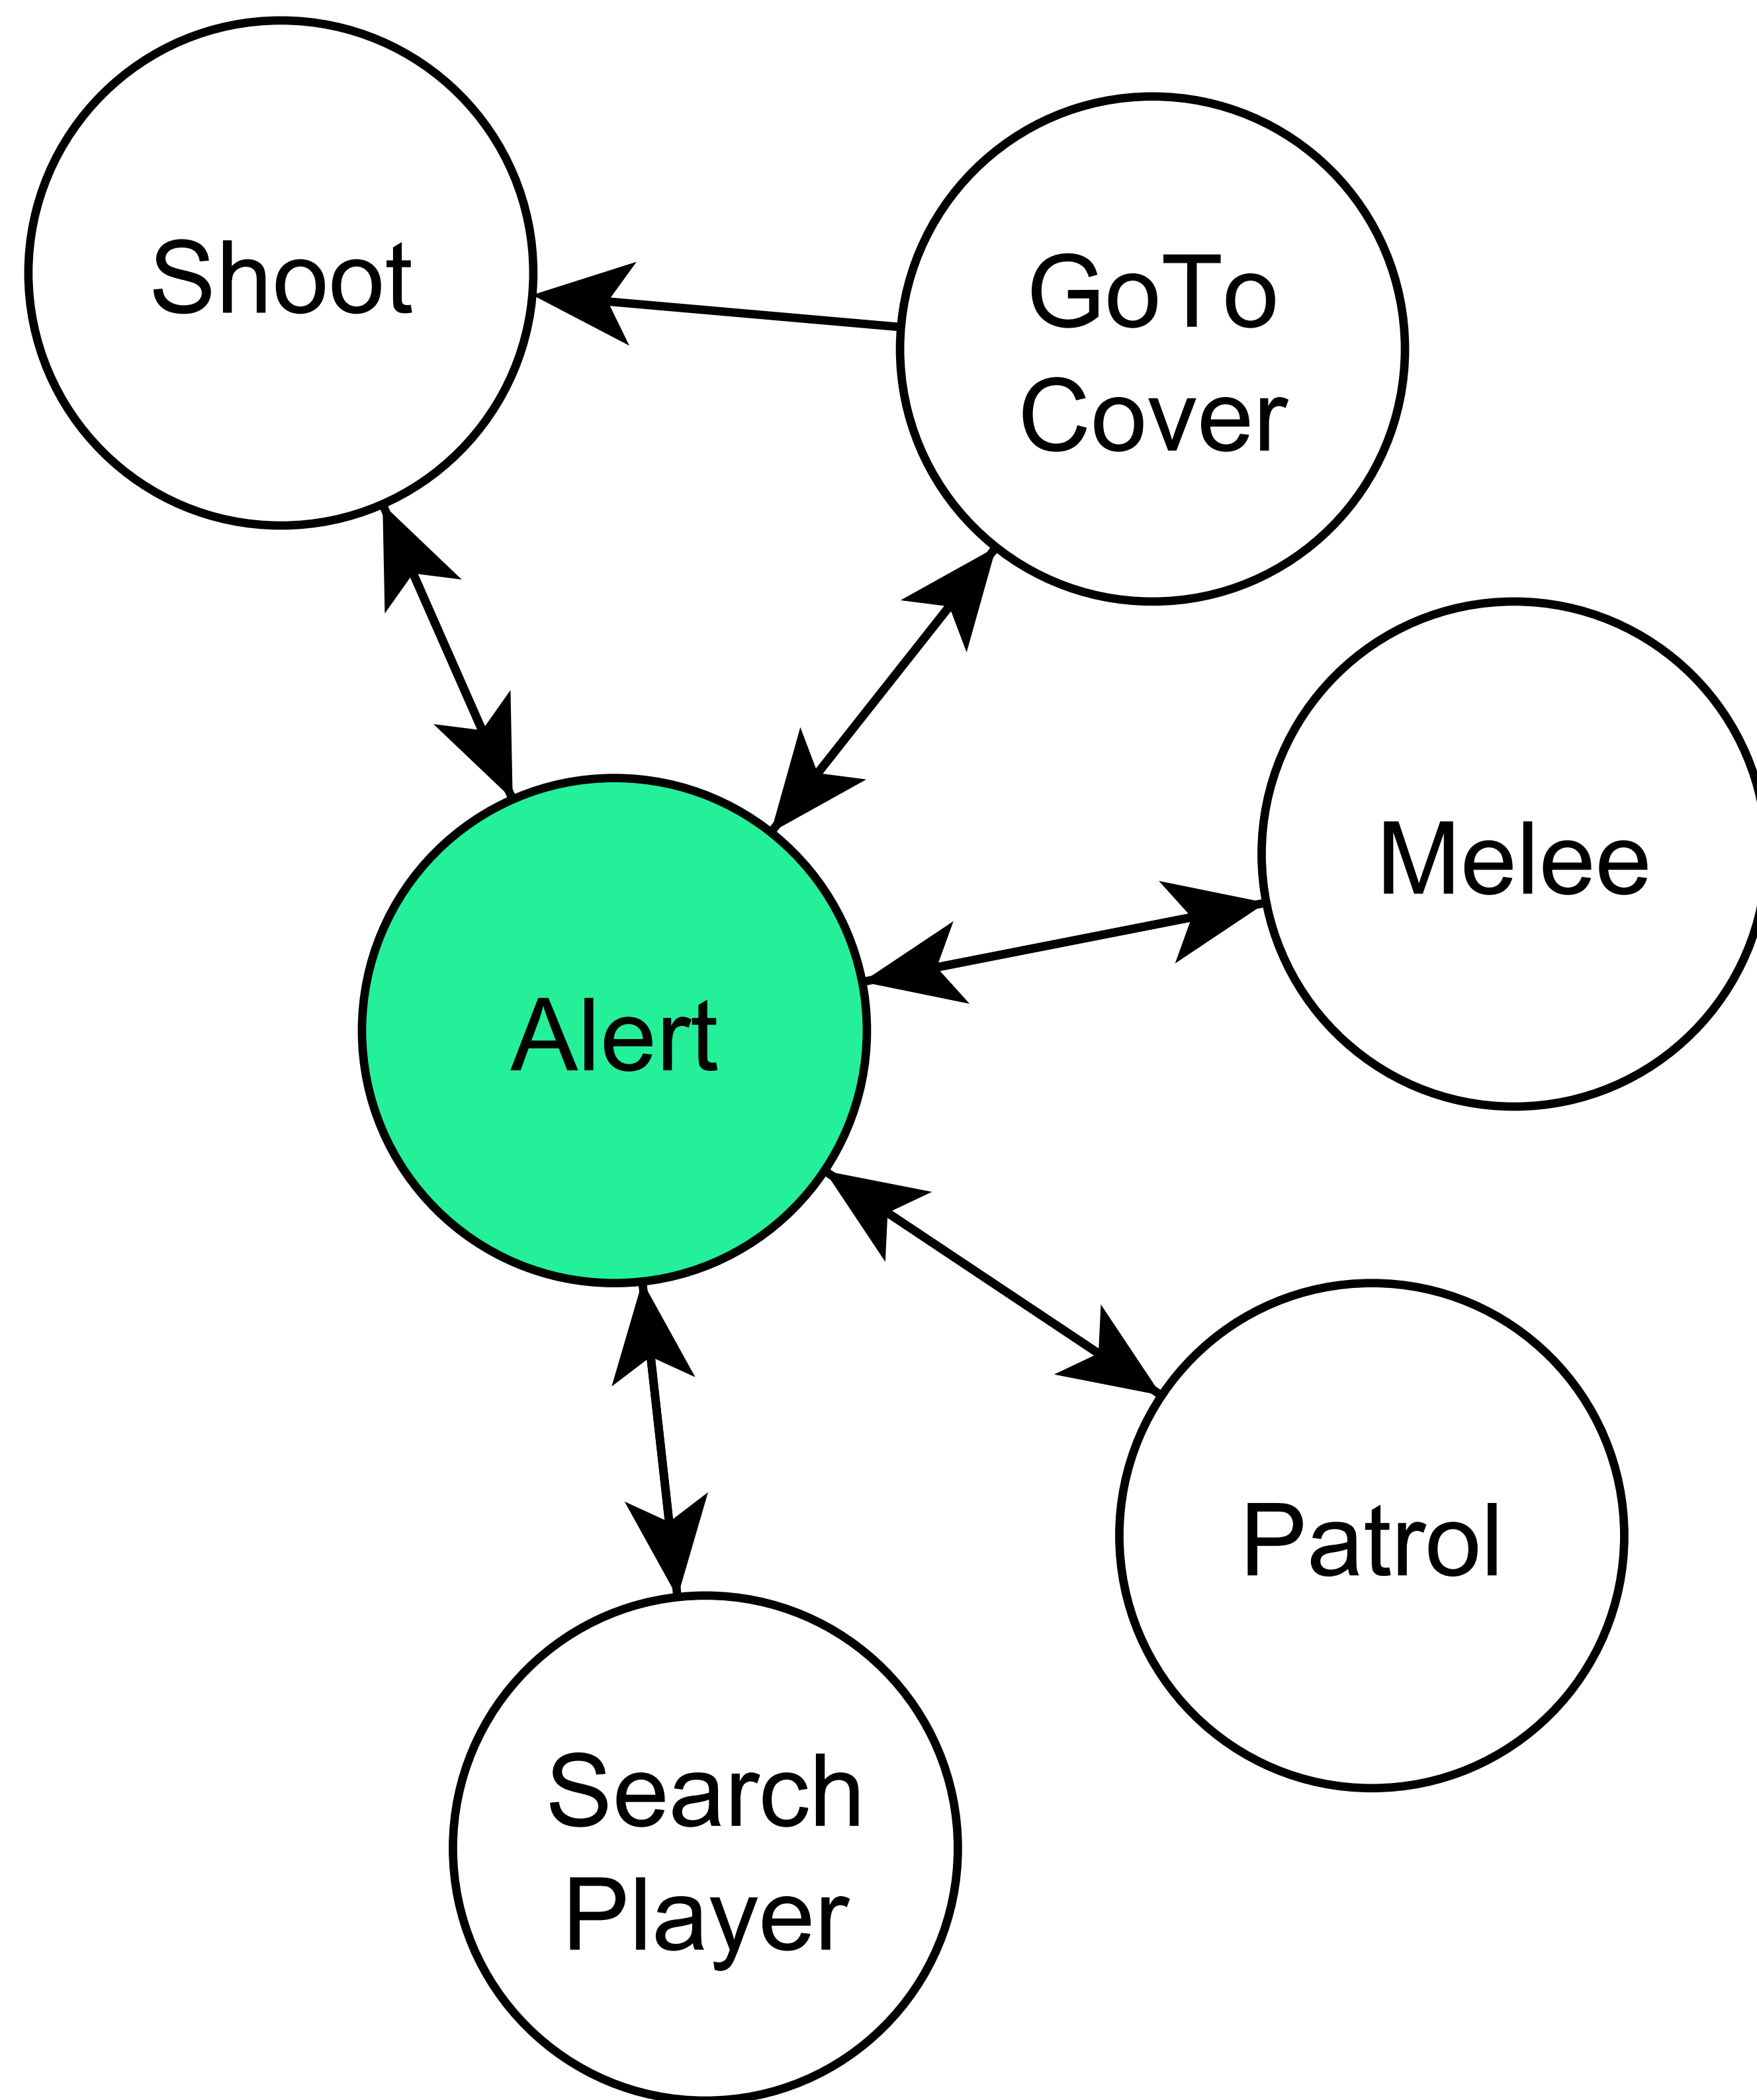 Shoot
GoTo
Cover
Melee
Alert
Patrol
Search
Player